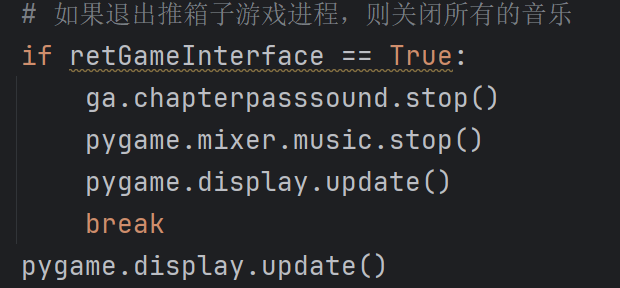 # 如果退出推箱子游戏进程，则关闭所有的音乐
if retGameInterface == True:
    ga.chapterpasssound.stop()
    pygame.mixer.music.stop()
    pygame.display.update()
    break
pygame.display.update()